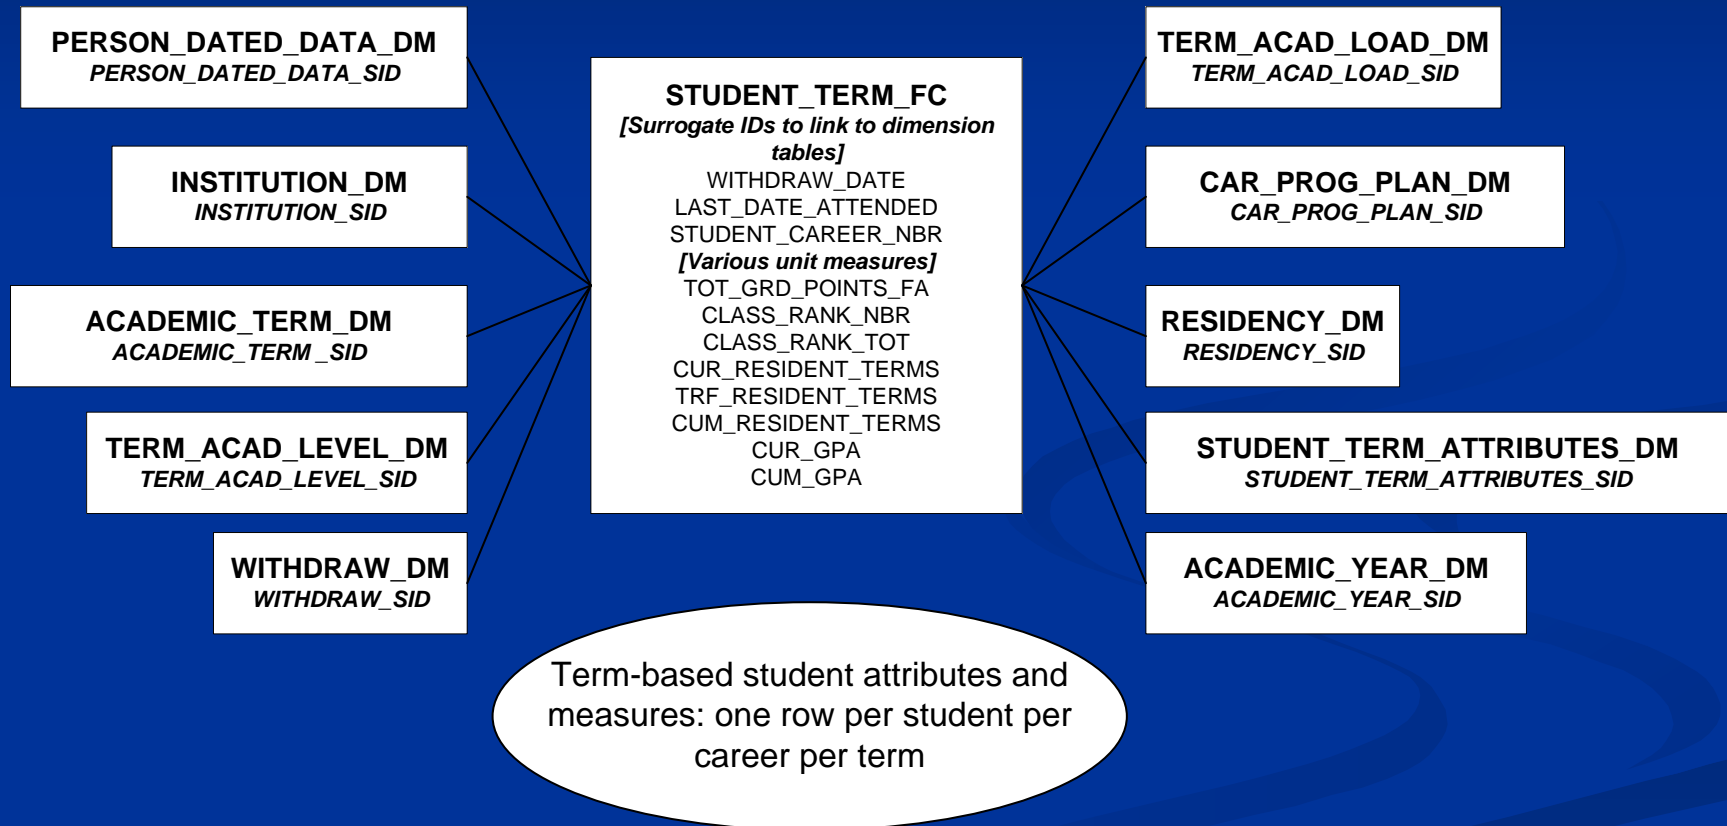 PERSON_DATED_DATA_DM
PERSON_DATED_DATA_SID
INSTITUTION_DM
INSTITUTION_SID
ACADEMIC_TERM_DM
ACADEMIC_TERM _SID
TERM_ACAD_LEVEL_DM
TERM_ACAD_LEVEL_SID
WITHDRAW_DM
WITHDRAW_SID
STUDENT_TERM_FC
[Surrogate IDs to link to dimension
tables]
WITHDRAW_DATE
LAST_DATE_ATTENDED
STUDENT_CAREER_NBR
[Various unit measures]
TOT_GRD_POINTS_FA
CLASS_RANK_NBR
CLASS_RANK_TOT
CUR_RESIDENT_TERMS
TRF_RESIDENT_TERMS
CUM_RESIDENT_TERMS
CUR_GPA
CUM_GPA
TERM_ACAD_LOAD_DM
TERM_ACAD_LOAD_SID
CAR_PROG_PLAN_DM
CAR_PROG_PLAN_SID
RESIDENCY_DM
RESIDENCY_SID
STUDENT_TERM_ATTRIBUTES_DM
STUDENT_TERM_ATTRIBUTES_SID
ACADEMIC_YEAR_DM
ACADEMIC_YEAR_SID
Term-based student attributes and
measures: one row per student per
career per term